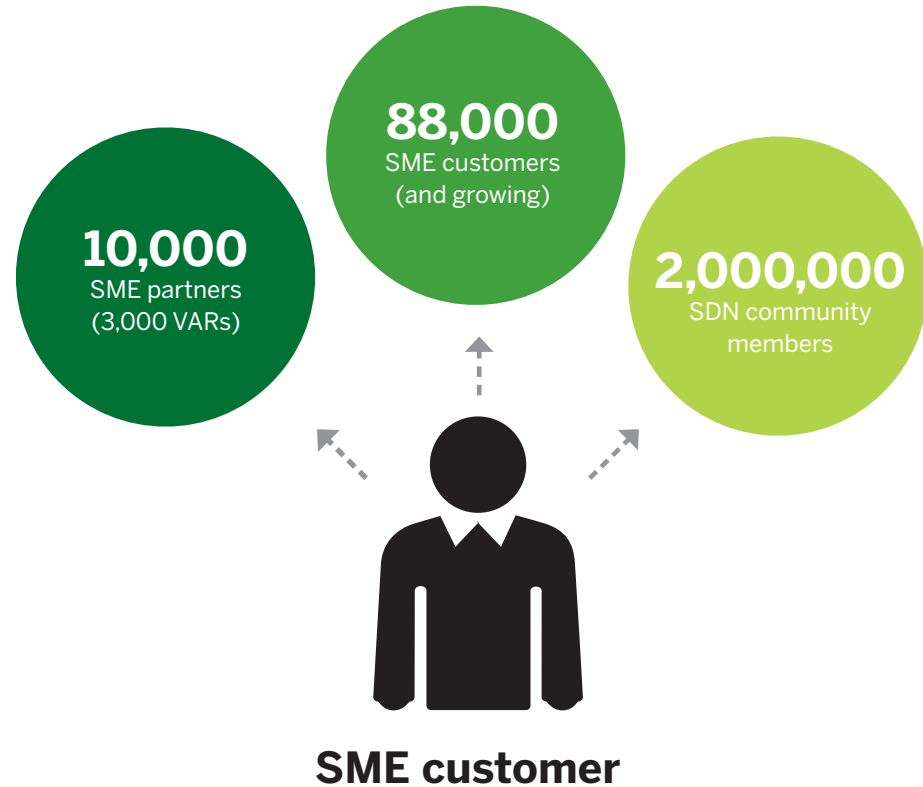 10,000
SME partners
(3,000 VARs)
88,000
SME customers
(and growing)
2,000,000
SDN community
members
SME customer